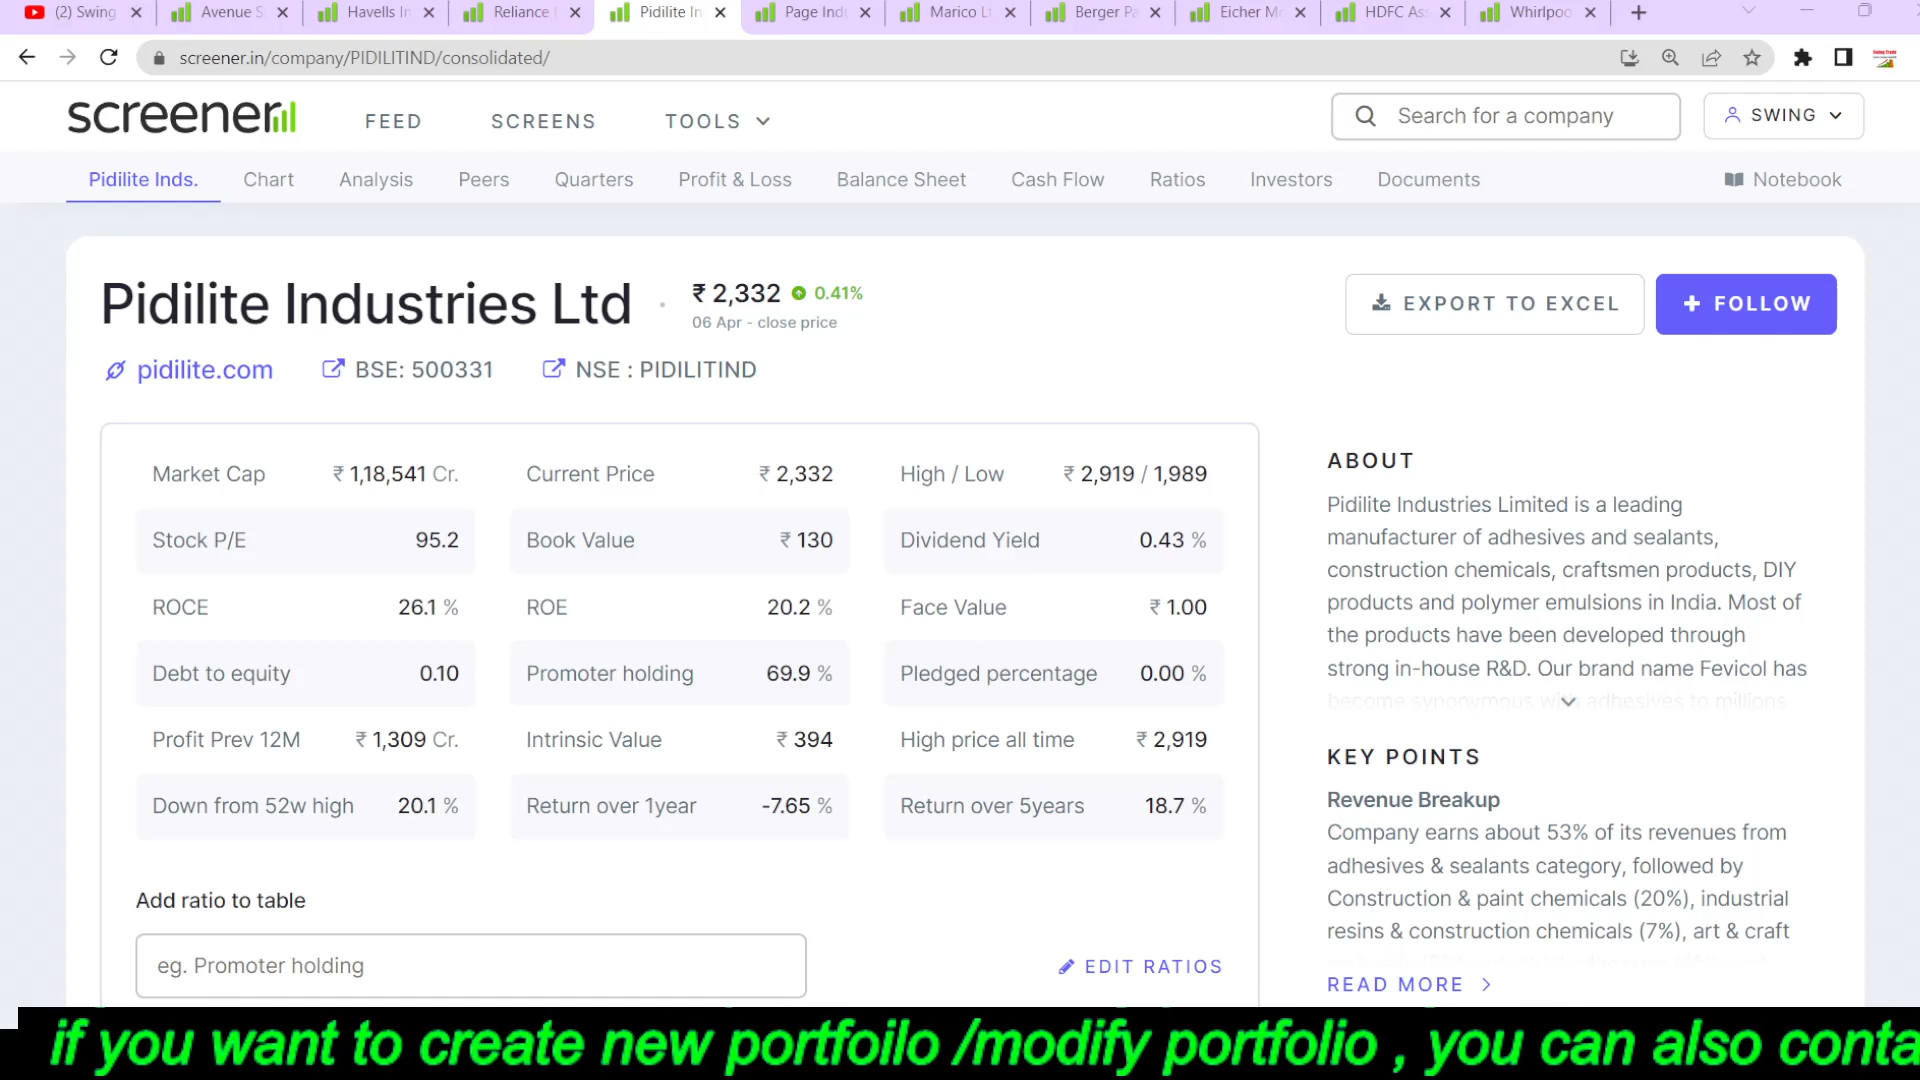 (2) Swing
Avenue S
Havells In
Reliance
Pidilite In
Page Indu
Marico Lt
Berger Pa
Eicher Mo
HDFC Ass
Whirlpoo
screener.in/company/PIDILITIND/consolidated/
screener
FEED
SCREENS
TOOLS
Search for a company
SWING
Pidilite Inds.
Chart
Analysis
Peers
Quarters
Profit & Loss
Balance Sheet
Cash Flow
Ratios
Investors
Documents
Notebook
Pidilite Industries Ltd
₹ 2,332 0.41%
06 Apr - close price
EXPORT TO EXCEL
+ FOLLOW
pidilite.com
BSE: 500331
NSE : PIDILITIND
Market Cap ₹ 1,18,541 Cr.
Current Price ₹ 2,332
High / Low ₹ 2,919 / 1,989
Stock P/E 95.2
Book Value ₹ 130
Dividend Yield 0.43 %
ROCE 26.1 %
ROE 20.2 %
Face Value ₹ 1.00
Debt to equity 0.10
Promoter holding 69.9 %
Pledged percentage 0.00 %
Profit Prev 12M ₹ 1,309 Cr.
Intrinsic Value ₹ 394
High price all time ₹ 2,919
Down from 52w high 20.1 %
Return over 1year -7.65 %
Return over 5years 18.7 %
Add ratio to table
eg. Promoter holding
EDIT RATIOS
ABOUT
Pidilite Industries Limited is a leading
manufacturer of adhesives and sealants,
construction chemicals, craftsmen products, DIY
products and polymer emulsions in India. Most of
the products have been developed through
strong in-house R&D. Our brand name Fevicol has
become synonymous with adhesives to millions
KEY POINTS
Revenue Breakup
Company earns about 53% of its revenues from
adhesives & sealants category, followed by
Construction & paint chemicals (20%), industrial
resins & construction chemicals (7%), art & craft
READ MORE
if you want to create new portfoilo /modify portfolio , you can also conta